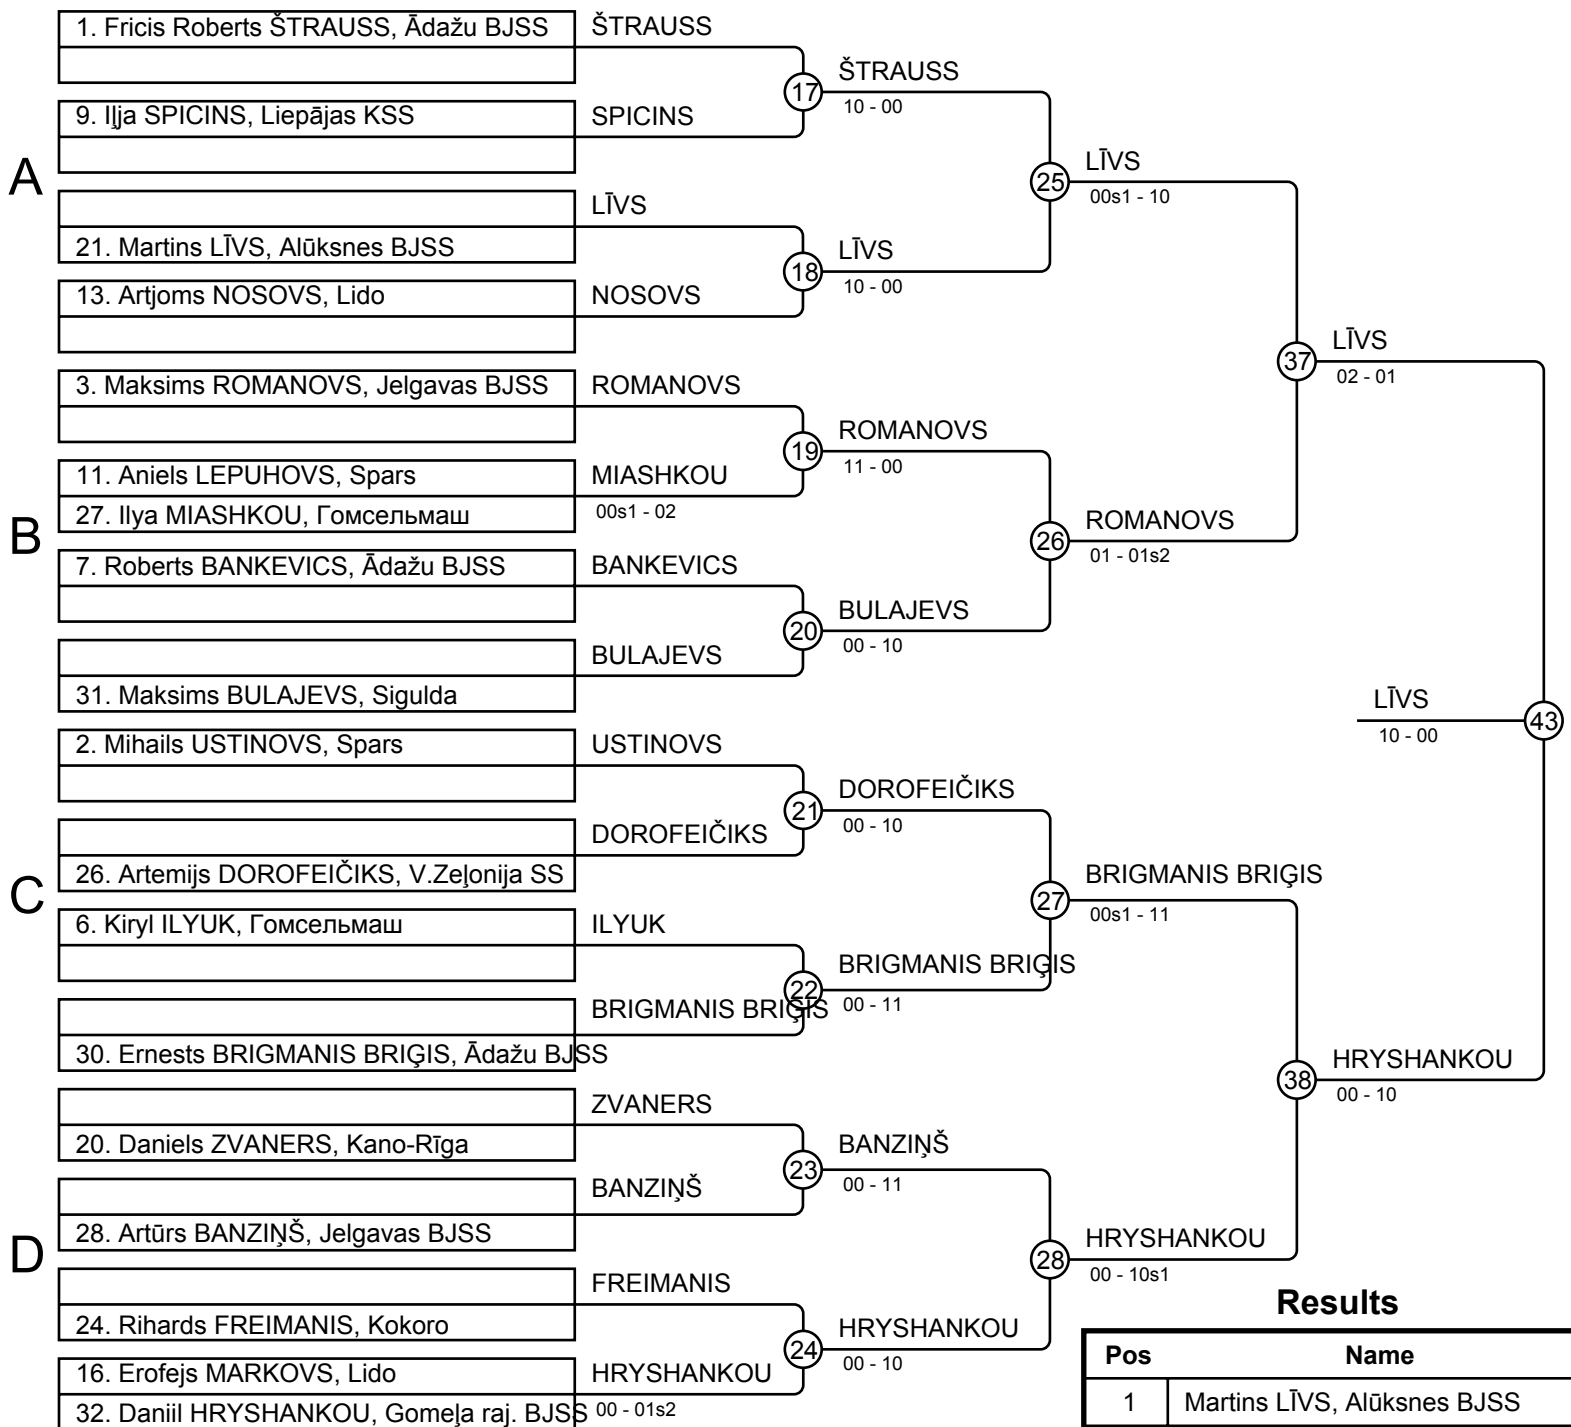 1. Fricis Roberts ŠTRAUSS, Ādažu BJSS
ŠTRAUSS
9. Iļja SPICINS, Liepājas KSS
SPICINS
17
ŠTRAUSS
10 - 00
A
LĪVS
21. Martins LĪVS, Alūksnes BJSS
13. Artjoms NOSOVS, Lido
NOSOVS
18
LĪVS
10 - 00
25
LĪVS
00s1 - 10
3. Maksims ROMANOVS, Jelgavas BJSS
ROMANOVS
11. Aniels LEPUHOVS, Spars
27. Ilya MIASHKOU, Гомсельмаш
MIASHKOU
00s1 - 02
19
ROMANOVS
11 - 00
B
7. Roberts BANKEVICS, Ādažu BJSS
BANKEVICS
BULAJEVS
31. Maksims BULAJEVS, Sigulda
20
BULAJEVS
00 - 10
26
ROMANOVS
01 - 01s2
37
LĪVS
02 - 01
2. Mihails USTINOVS, Spars
USTINOVS
DOROFEIČIKS
26. Artemijs DOROFEIČIKS, V.Zeļonija SS
21
DOROFEIČIKS
00 - 10
C
6. Kiryl ILYUK, Гомсельмаш
ILYUK
BRIGMANIS BRIĢIS
30. Ernests BRIGMANIS BRIĢIS, Ādažu BJSS
22
BRIGMANIS BRIĢIS
00 - 11
27
BRIGMANIS BRIĢIS
00s1 - 11
ZVANERS
20. Daniels ZVANERS, Kano-Rīga
BANZIŅŠ
28. Artūrs BANZIŅŠ, Jelgavas BJSS
23
BANZIŅŠ
00 - 11
D
FREIMANIS
24. Rihards FREIMANIS, Kokoro
16. Erofejs MARKOVS, Lido
32. Daniil HRYSHANKOU, Gomeļa raj. BJSS
HRYSHANKOU
00 - 01s2
24
HRYSHANKOU
00 - 10
28
HRYSHANKOU
00 - 10s1
38
HRYSHANKOU
00 - 10
LĪVS
10 - 00
43
Results
Pos Name
1 Martins LĪVS, Alūksnes BJSS